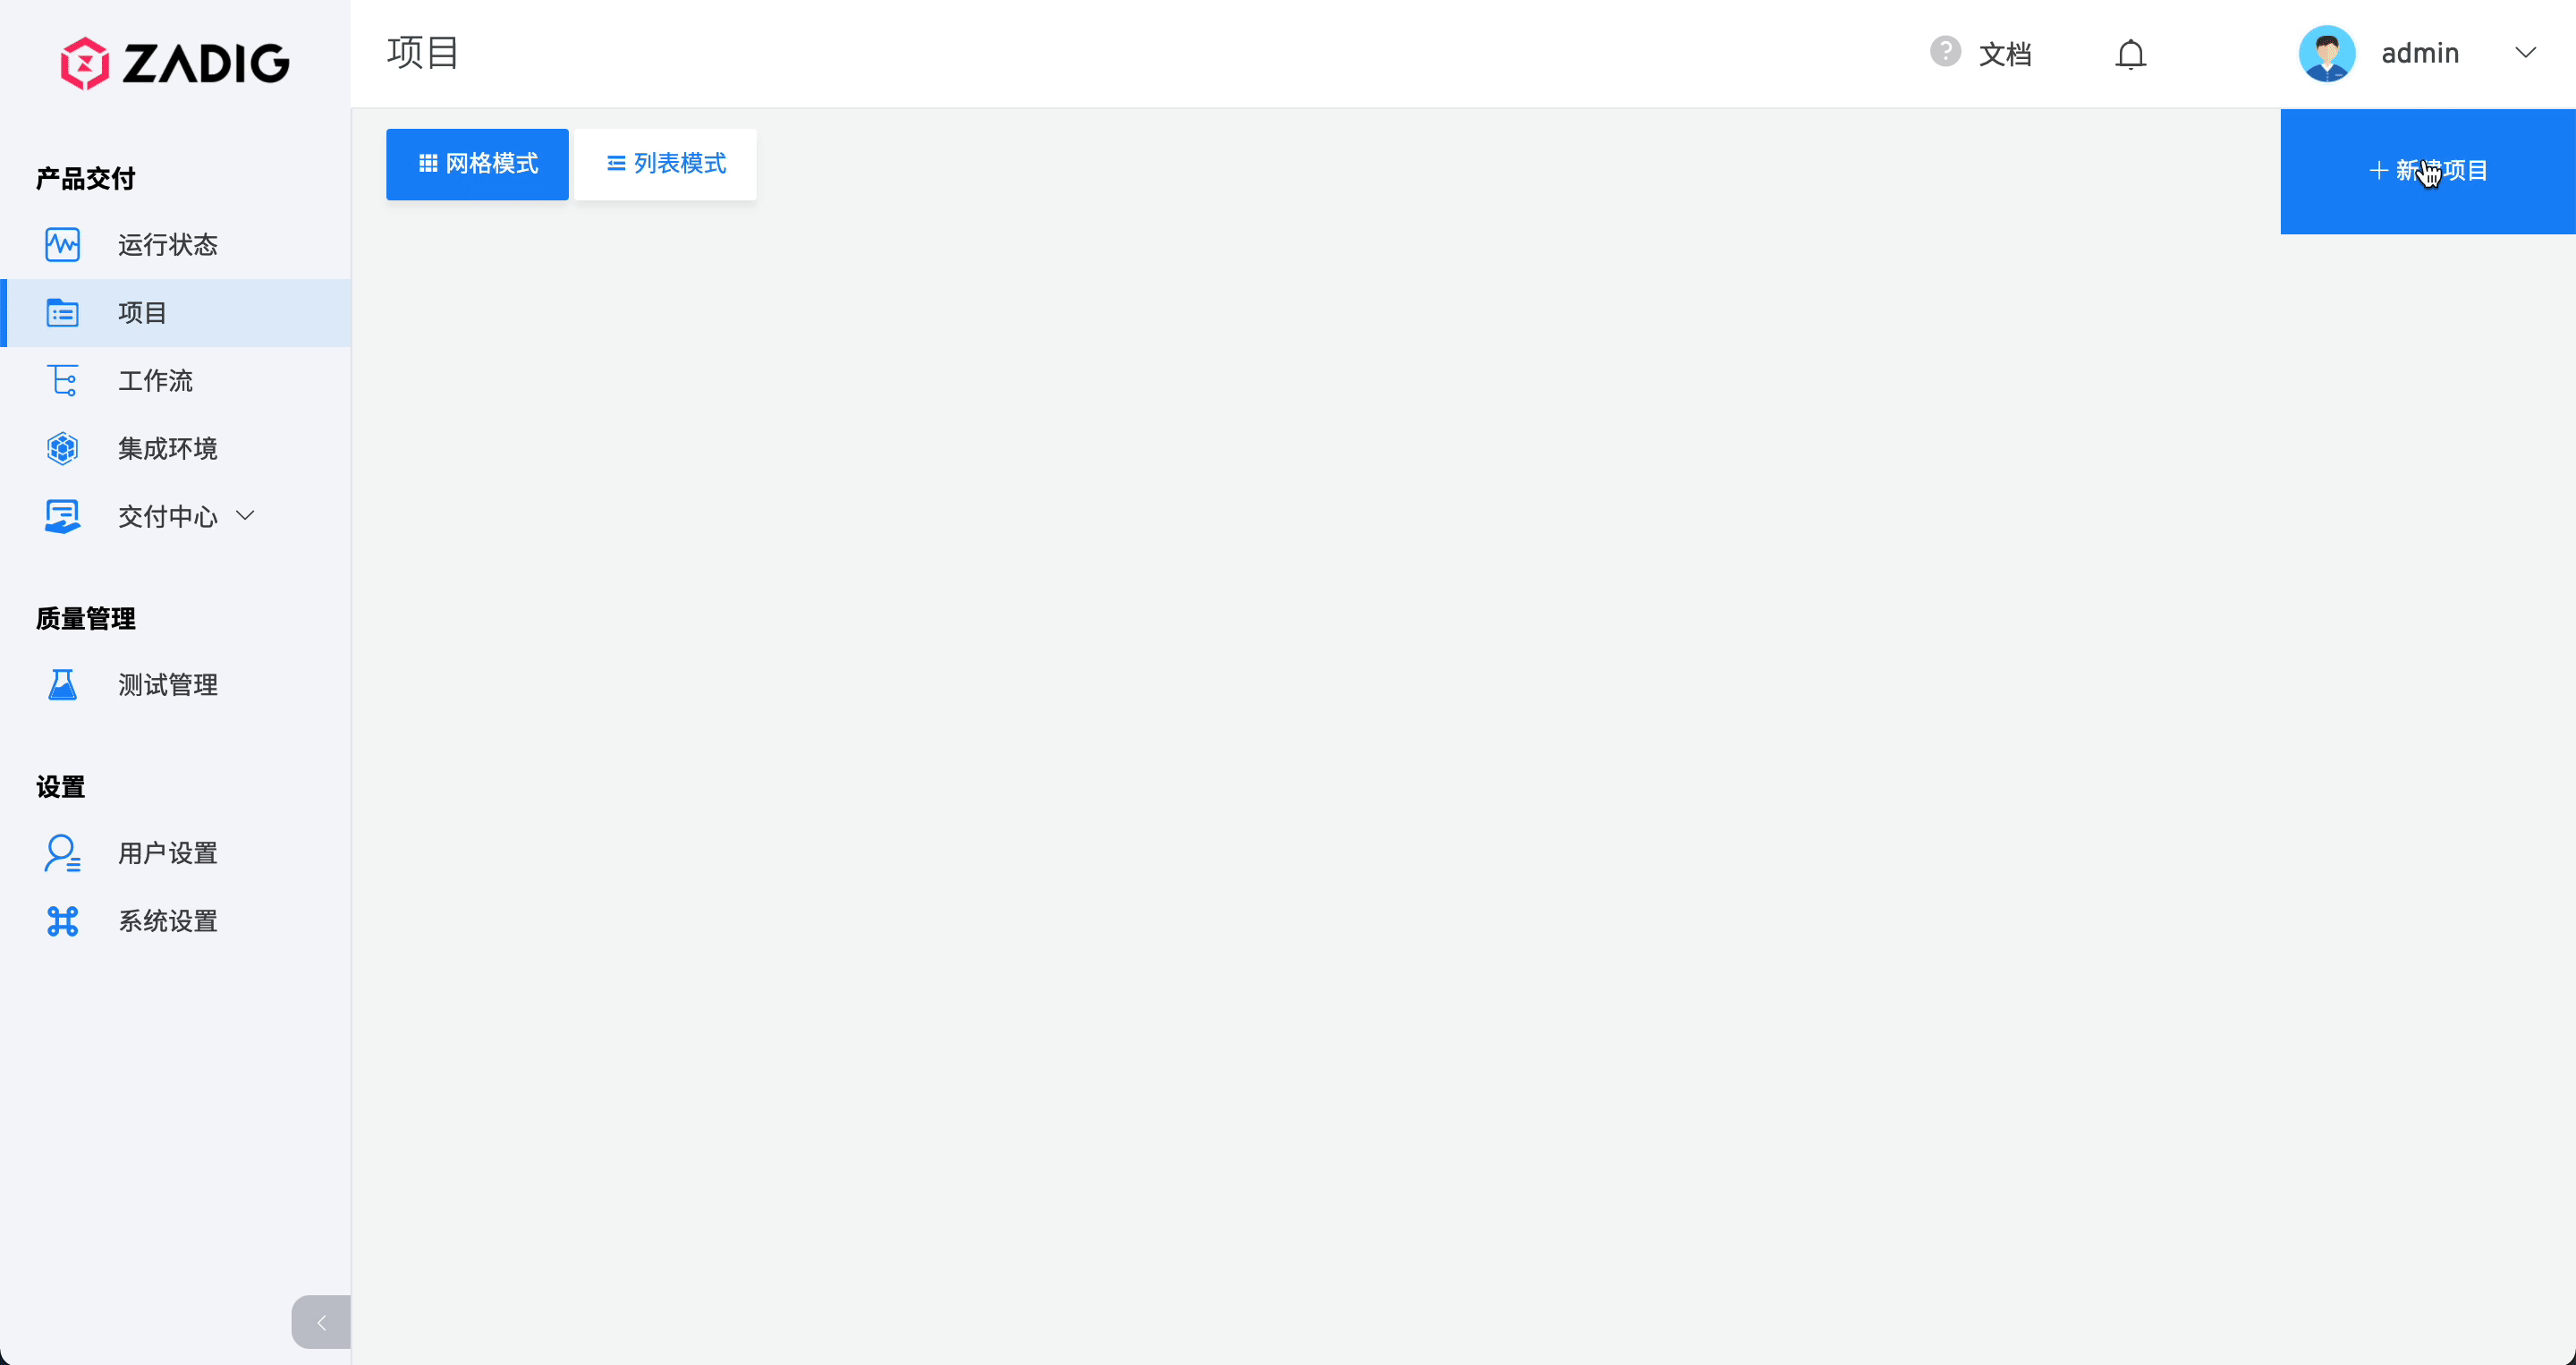 ZADIG
项目
? 文档
admin
产品交付
运行状态
项目
工作流
集成环境
交付中心
质量管理
测试管理
设置
用户设置
系统设置
网格模式
列表模式
+ 新建项目